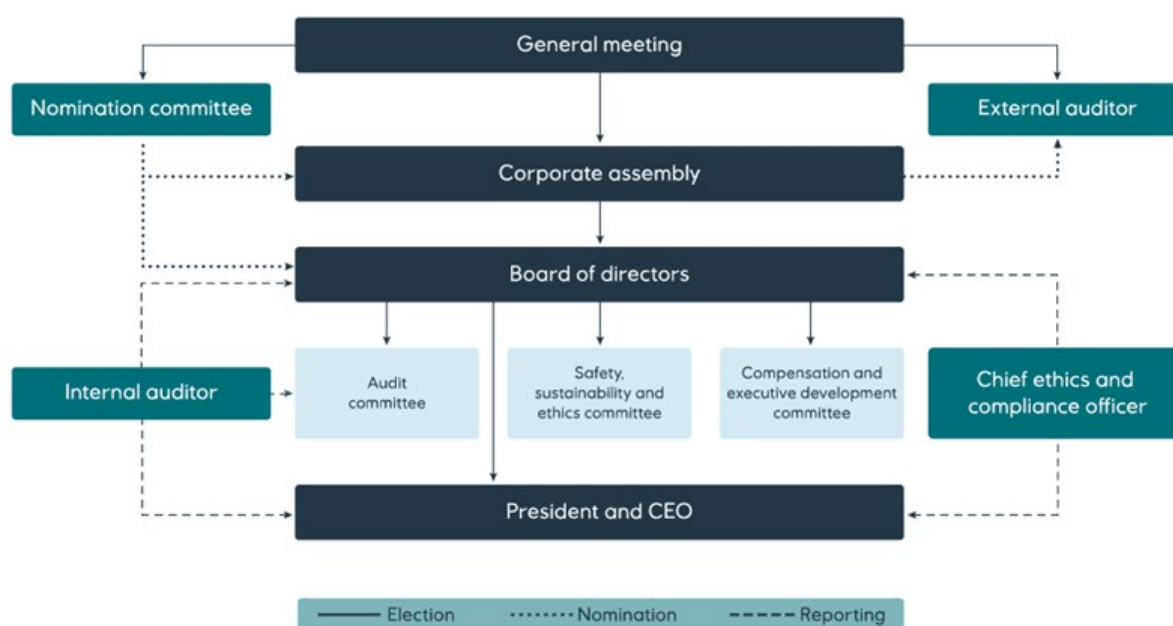 General meeting
Nomination committee
External auditor
Corporate assembly
Board of directors
Internal auditor
Audit
committee
Safety,
sustainability and
ethics committee
Compensation and
executive development
committee
Chief ethics and
compliance officer
President and CEO
Election
Nomination
Reporting